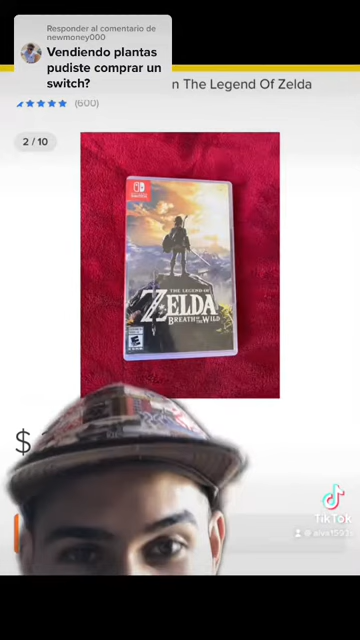 Responder al comentario de
newmoney000
Vendiendo plantas
pudiste comprar un
switch?
n The Legend Of Zelda
(600)
2 / 10
THE LEGEND OF
ZELDA
BREATH OF THE WILD
E
$
TikTok